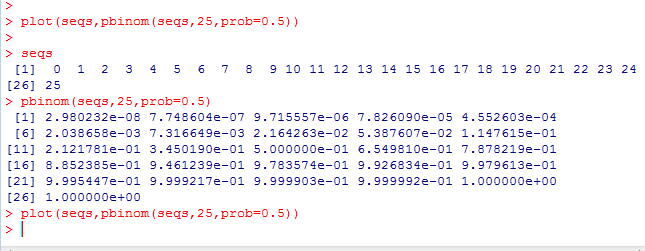 >
> plot(seqs,pbinom(seqs,25,prob=0.5))
>
> seqs
[1] 0 1 2 3 4 5 6 7 8 9 10 11 12 13 14 15 16 17 18 19 20 21 22 23 24
[26] 25
> pbinom(seqs,25,prob=0.5)
[1] 2.980232e-08 7.748604e-07 9.715557e-06 7.826090e-05 4.552603e-04
[6] 2.038658e-03 7.316649e-03 2.164263e-02 5.387607e-02 1.147615e-01
[11] 2.121781e-01 3.450190e-01 5.000000e-01 6.549810e-01 7.878219e-01
[16] 8.852385e-01 9.461239e-01 9.783574e-01 9.926834e-01 9.979613e-01
[21] 9.995447e-01 9.999217e-01 9.999903e-01 9.999992e-01 1.000000e+00
[26] 1.000000e+00
> plot(seqs,pbinom(seqs,25,prob=0.5))
>